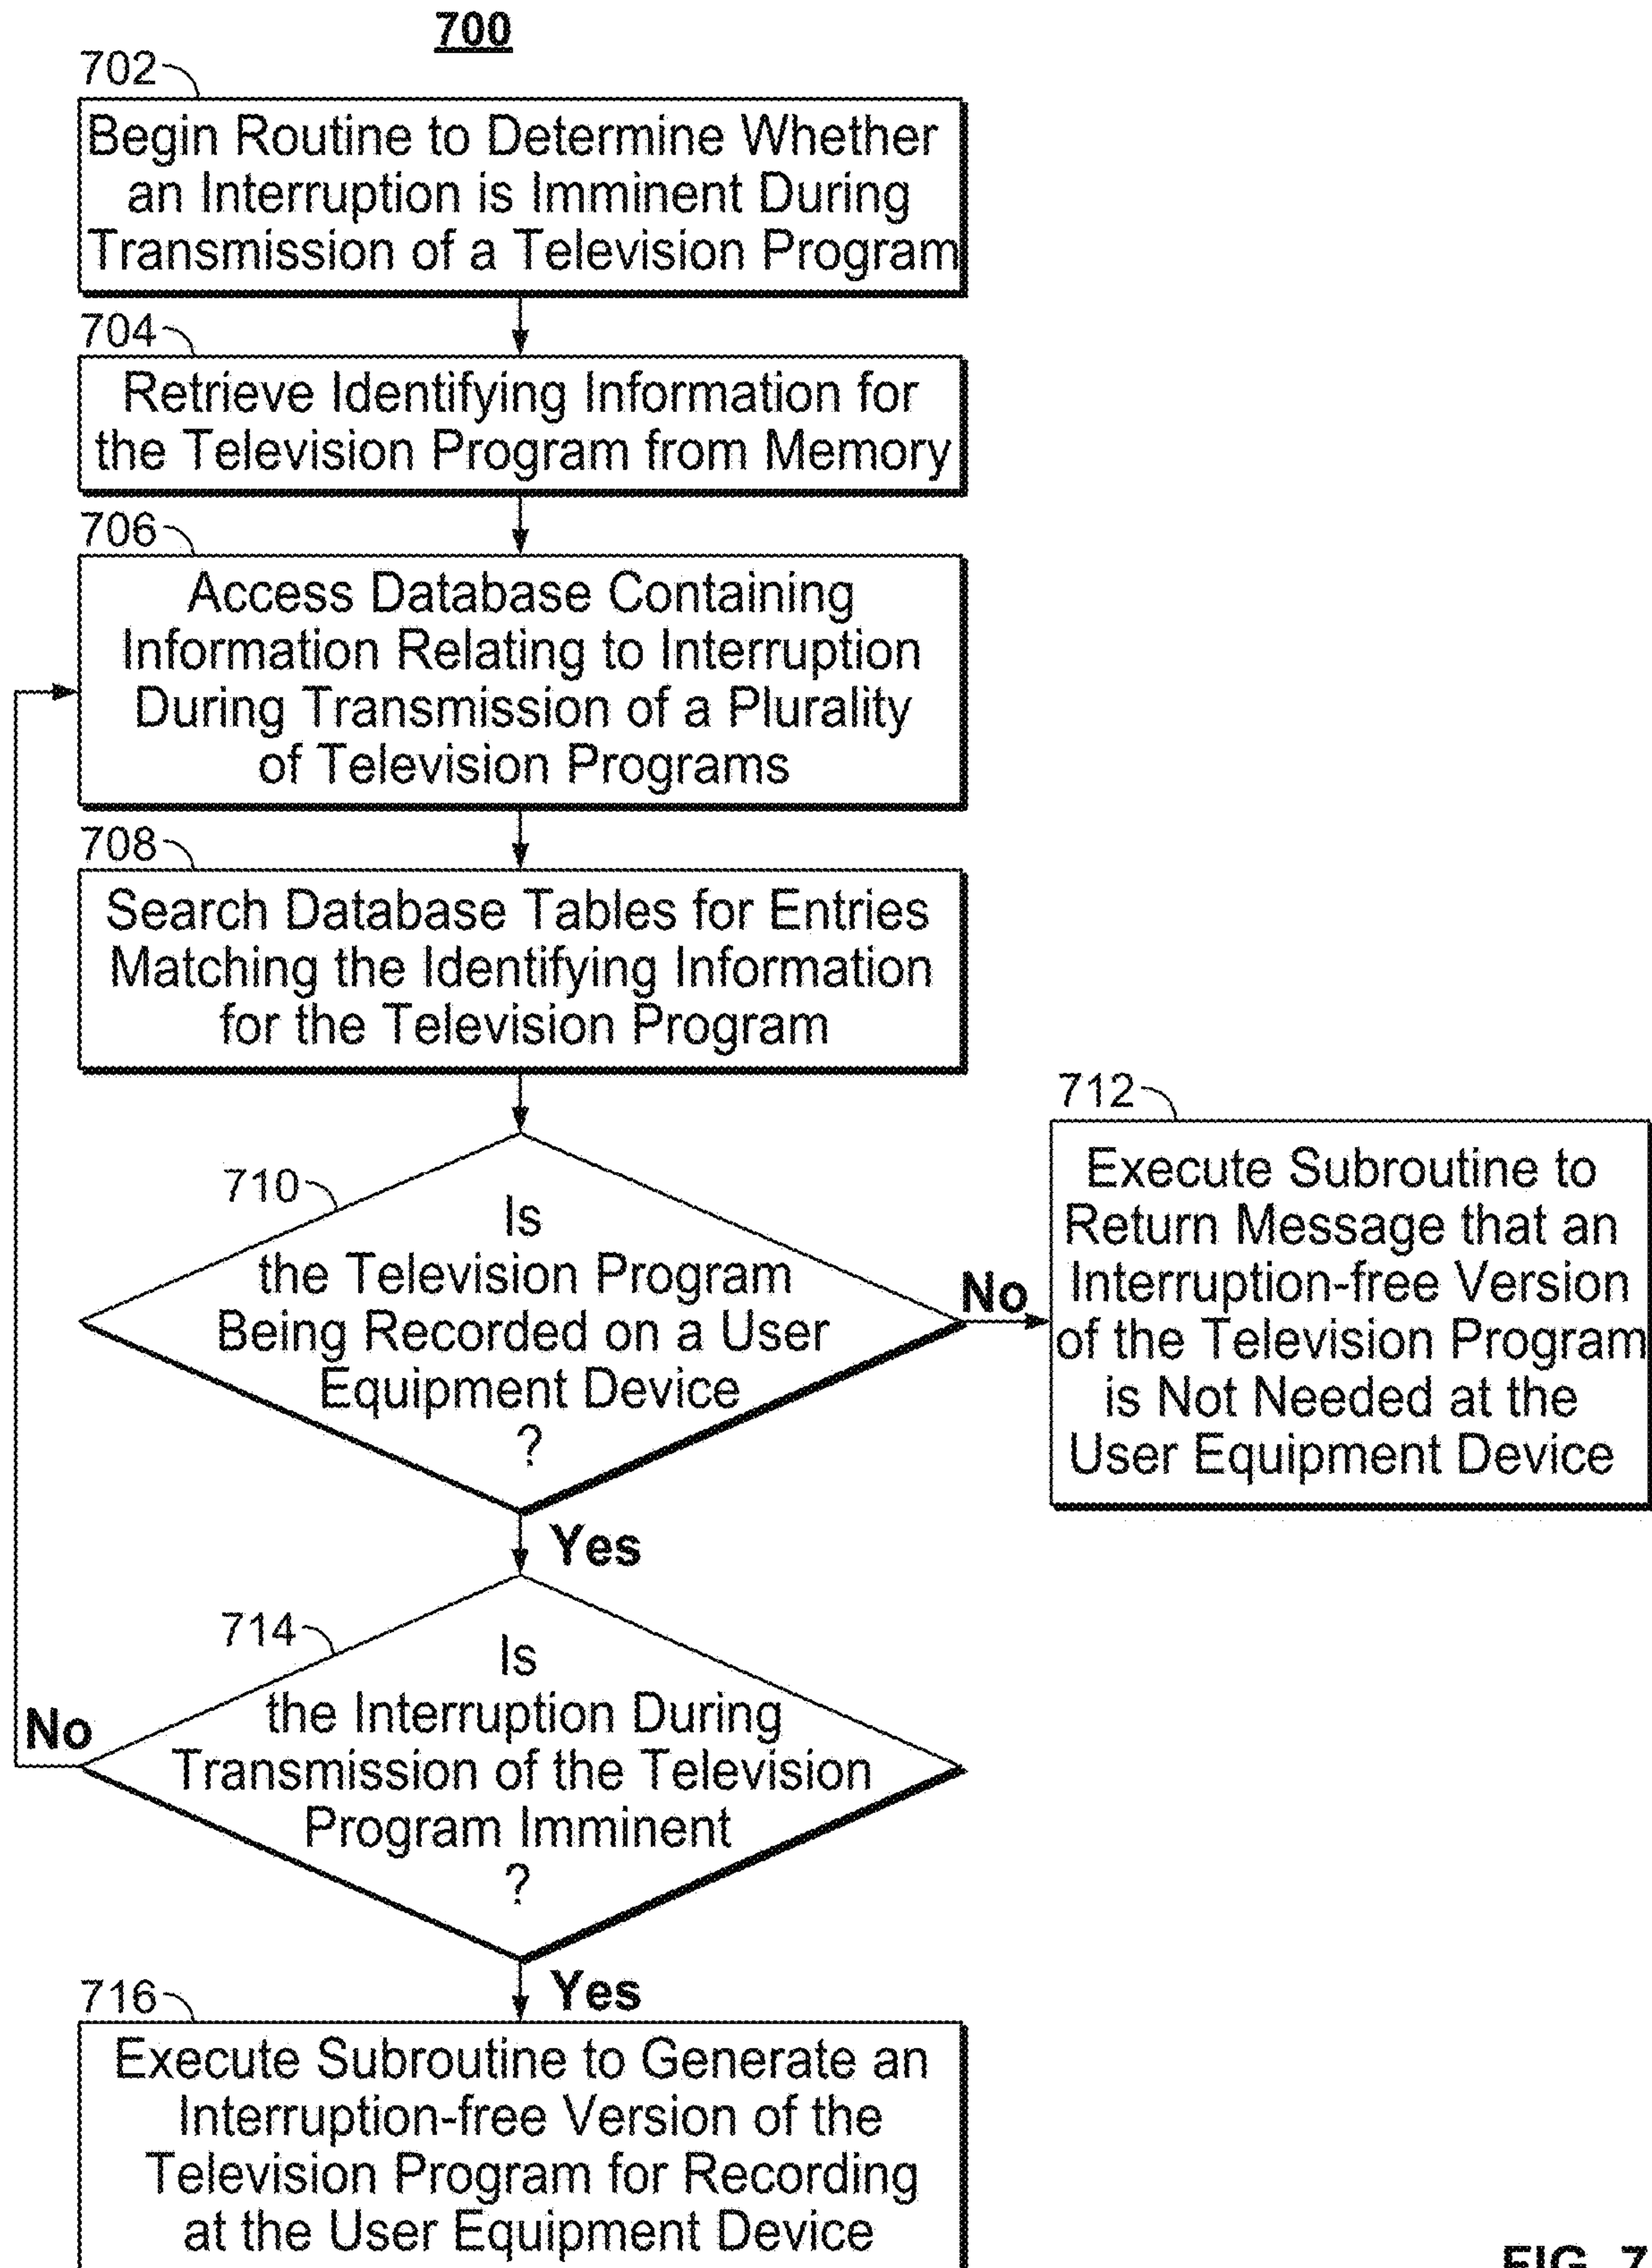 700
702
Begin Routine to Determine Whether
an Interruption is Imminent During
Transmission of a Television Program
704
Retrieve Identifying Information for
the Television Program from Memory
706
Access Database Containing
Information Relating to Interruption
During Transmission of a Plurality
of Television Programs
708
Search Database Tables for Entries
Matching the Identifying Information
for the Television Program
710
Is
the Television Program
Being Recorded on a User
Equipment Device
?
No
712
Execute Subroutine to
Return Message that an
Interruption-free Version
of the Television Program
is Not Needed at the
User Equipment Device
Yes
714
Is
the Interruption During
Transmission of the Television
Program Imminent
?
No
Yes
716
Execute Subroutine to Generate an
Interruption-free Version of the
Television Program for Recording
at the User Equipment Device
FIG. 7